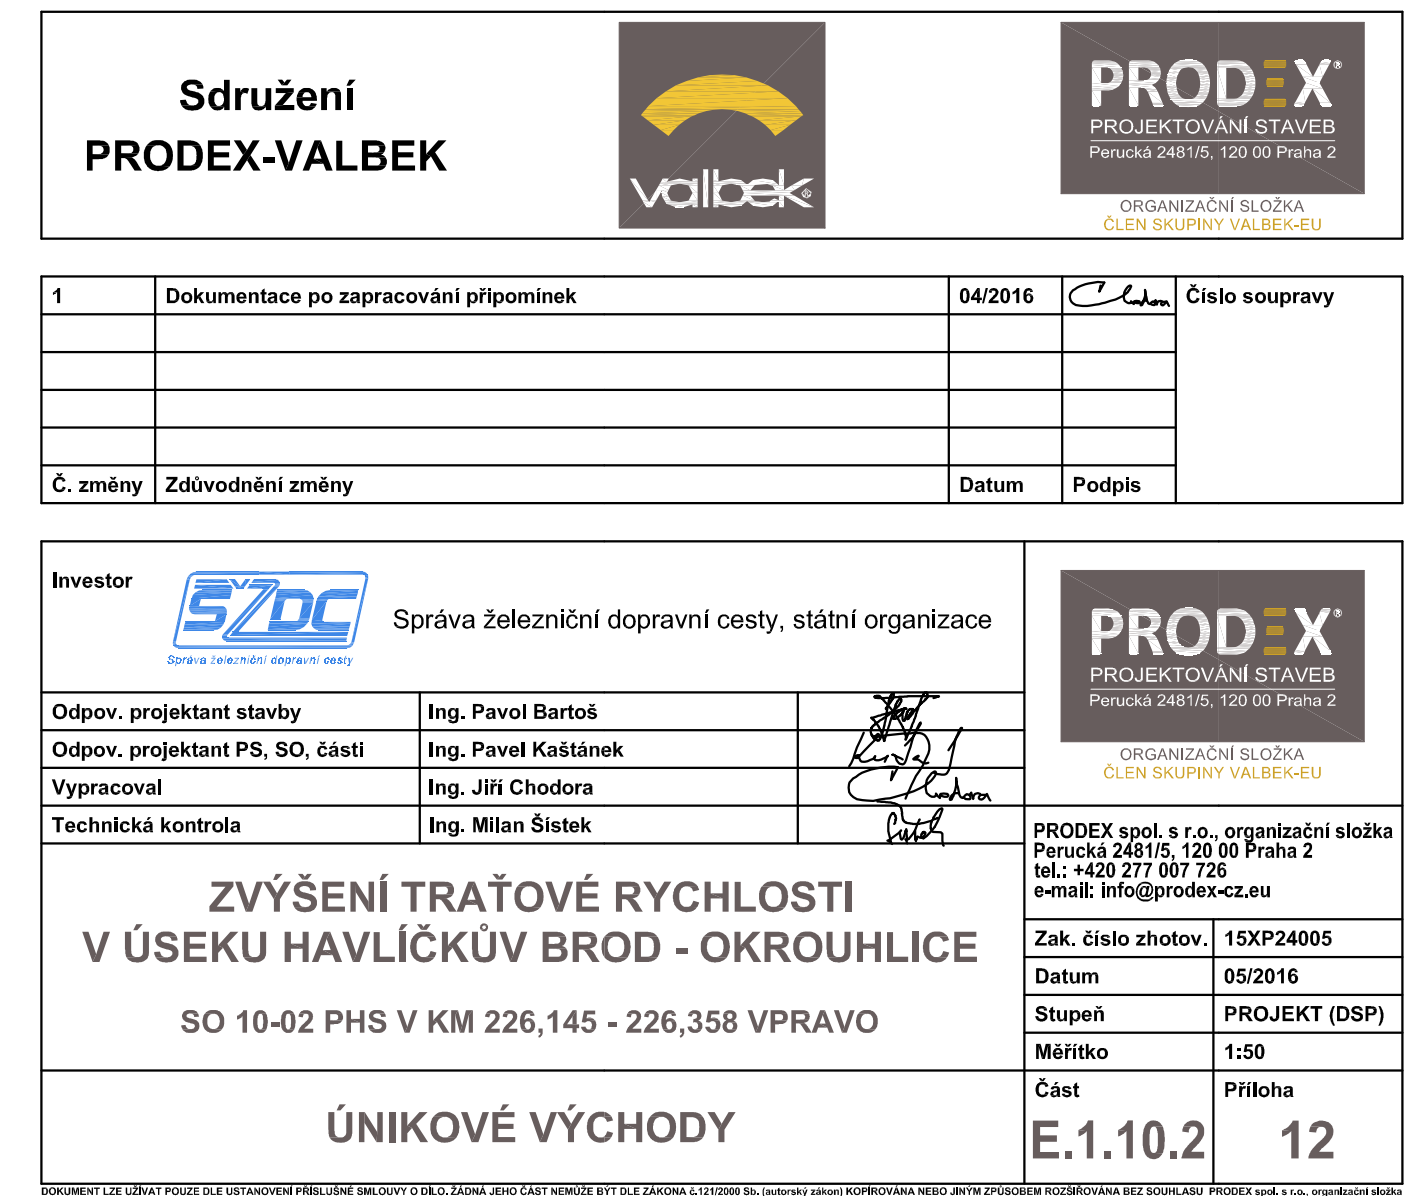 Sdružení
PRODEX-VALBEK
valbek®
PRODEX®
PROJEKTOVÁNÍ STAVEB
Perucká 2481/5, 120 00 Praha 2
ORGANIZAČNÍ SLOŽKA
ČLEN SKUPINY VALBEK-EU
1 Dokumentace po zapracování připomínek 04/2016 Chodora Číslo soupravy
Č. změny Zdůvodnění změny Datum Podpis
Investor
SŽDC
Správa železniční dopravní cesty
Správa železniční dopravní cesty, státní organizace
PRODEX®
PROJEKTOVÁNÍ STAVEB
Perucká 2481/5, 120 00 Praha 2
ORGANIZAČNÍ SLOŽKA
ČLEN SKUPINY VALBEK-EU
Odpov. projektant stavby Ing. Pavol Bartoš
Odpov. projektant PS, SO, části Ing. Pavel Kaštánek
Vypracoval Ing. Jiří Chodora Chodora
Technická kontrola Ing. Milan Šístek
PRODEX spol. s r.o., organizační složka
Perucká 2481/5, 120 00 Praha 2
tel.: +420 277 007 726
e-mail: info@prodex-cz.eu
ZVÝŠENÍ TRAŤOVÉ RYCHLOSTI
V ÚSEKU HAVLÍČKŮV BROD - OKROUHLICE
SO 10-02 PHS V KM 226,145 - 226,358 VPRAVO
Zak. číslo zhotov. 15XP24005
Datum 05/2016
Stupeň PROJEKT (DSP)
Měřítko 1:50
ÚNIKOVÉ VÝCHODY
Část Příloha
E.1.10.2 12
DOKUMENT LZE UŽÍVAT POUZE DLE USTANOVENÍ PŘÍSLUŠNÉ SMLOUVY O DÍLO. ŽÁDNÁ JEHO ČÁST NEMŮŽE BÝT DLE ZÁKONA č.121/2000 Sb. (autorský zákon) KOPÍROVÁNA NEBO JINÝM ZPŮSOBEM ROZŠIŘOVÁNA BEZ SOUHLASU PRODEX spol. s r.o., organizační složka